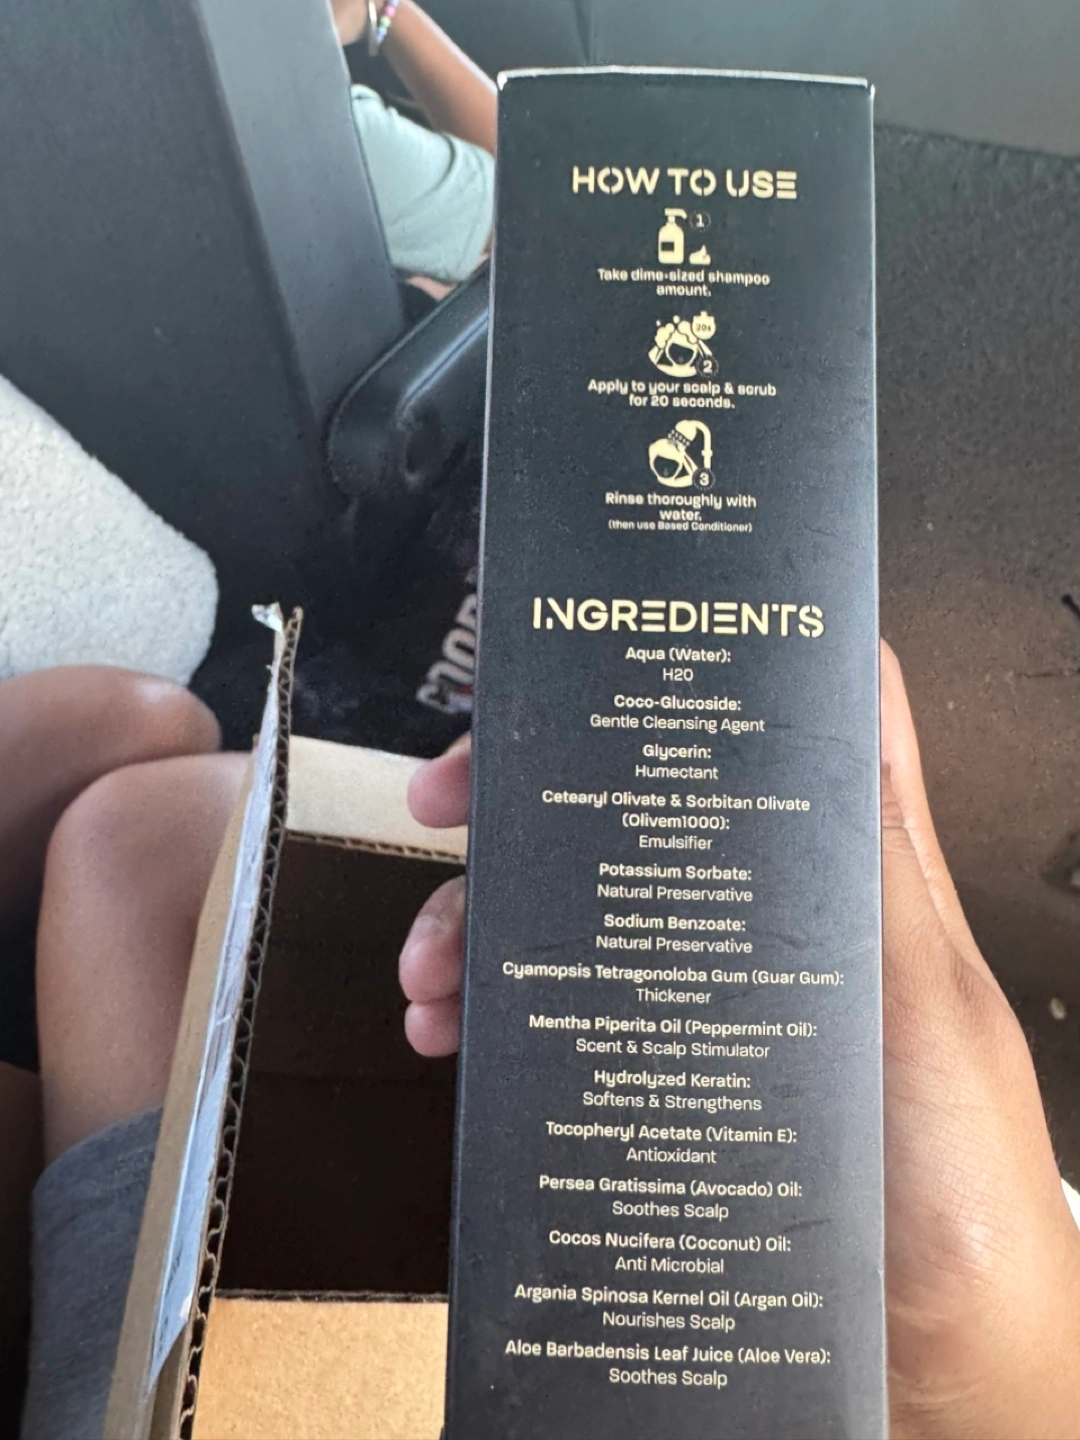 HOW TO USE
1
Take dime-sized shampoo
amount.
20s
2
Apply to your scalp & scrub
for 20 seconds.
3
Rinse thoroughly with
water.
(then use Based Conditioner)
INGREDIENTS
Aqua (Water):
H20
Coco-Glucoside:
Gentle Cleansing Agent
Glycerin:
Humectant
Cetearyl Olivate & Sorbitan Olivate
(Olivem1000):
Emulsifier
Potassium Sorbate:
Natural Preservative
Sodium Benzoate:
Natural Preservative
Cyamopsis Tetragonoloba Gum (Guar Gum):
Thickener
Mentha Piperita Oil (Peppermint Oil):
Scent & Scalp Stimulator
Hydrolyzed Keratin:
Softens & Strengthens
Tocopheryl Acetate (Vitamin E):
Antioxidant
Persea Gratissima (Avocado) Oil:
Soothes Scalp
Cocos Nucifera (Coconut) Oil:
Anti Microbial
Argania Spinosa Kernel Oil (Argan Oil):
Nourishes Scalp
Aloe Barbadensis Leaf Juice (Aloe Vera):
Soothes Scalp